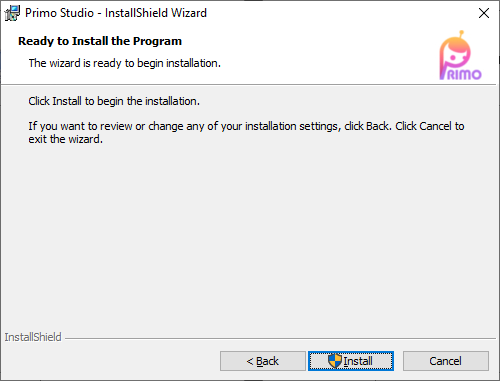 Primo Studio - InstallShield Wizard
Ready to Install the Program
The wizard is ready to begin installation.
PRIMO
Click Install to begin the installation.
If you want to review or change any of your installation settings, click Back. Click Cancel to
exit the wizard.
InstallShield
< Back
Install
Cancel